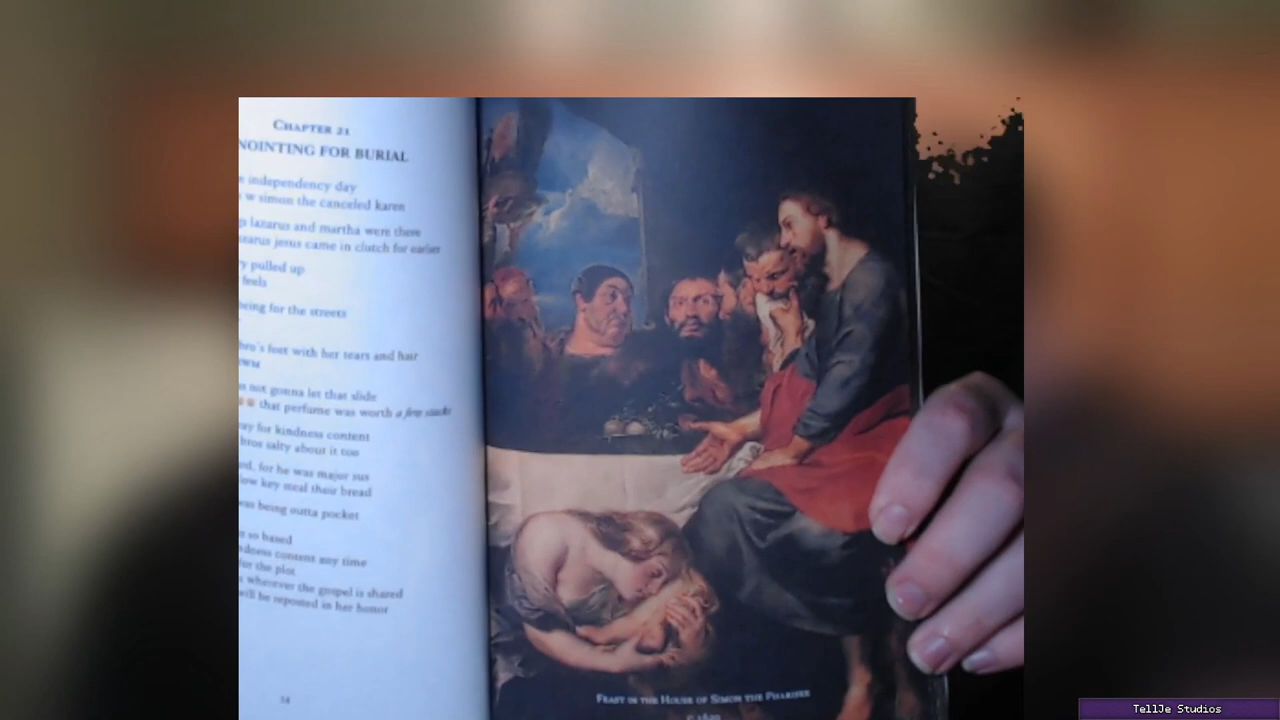 CHAPTER 21
NOINTING FOR BURIAL
independency day
w simon the canceled karen
lazarus and martha were there
jesus came in clutch for earlier
pulled up
feels
being for the streets
bro's feet with her tears and hair
not gonna let that slide
that perfume was worth a few stacks
for kindness content
bros salty about it too
for he was major sus
low key meal their bread
was being outta pocket
so based
content any time
for the plot
wherever the gospel is shared
will be reposted in her honor
FEAST IN THE HOUSE OF SIMON THE PHARISEE
TellJe Studios